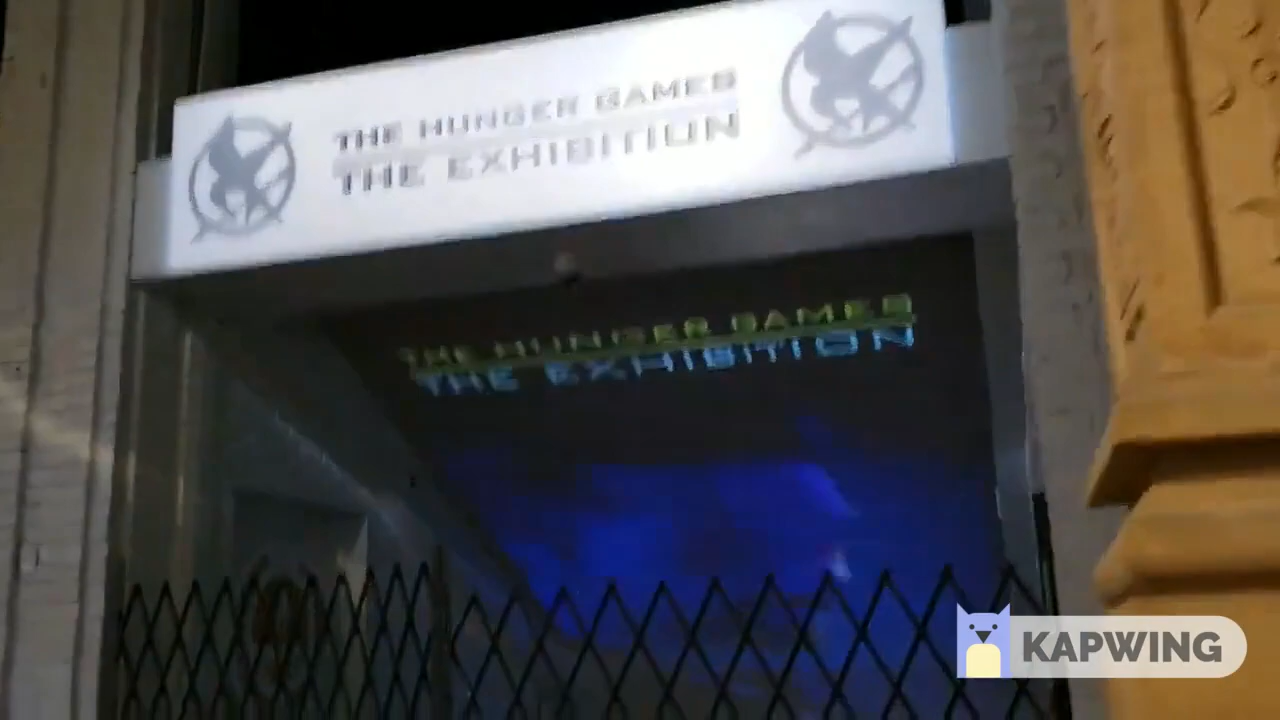 THE HUNGER GAMES
THE EXHIBITION
THE HUNGER GAMES
THE EXHIBITION
KAPWING